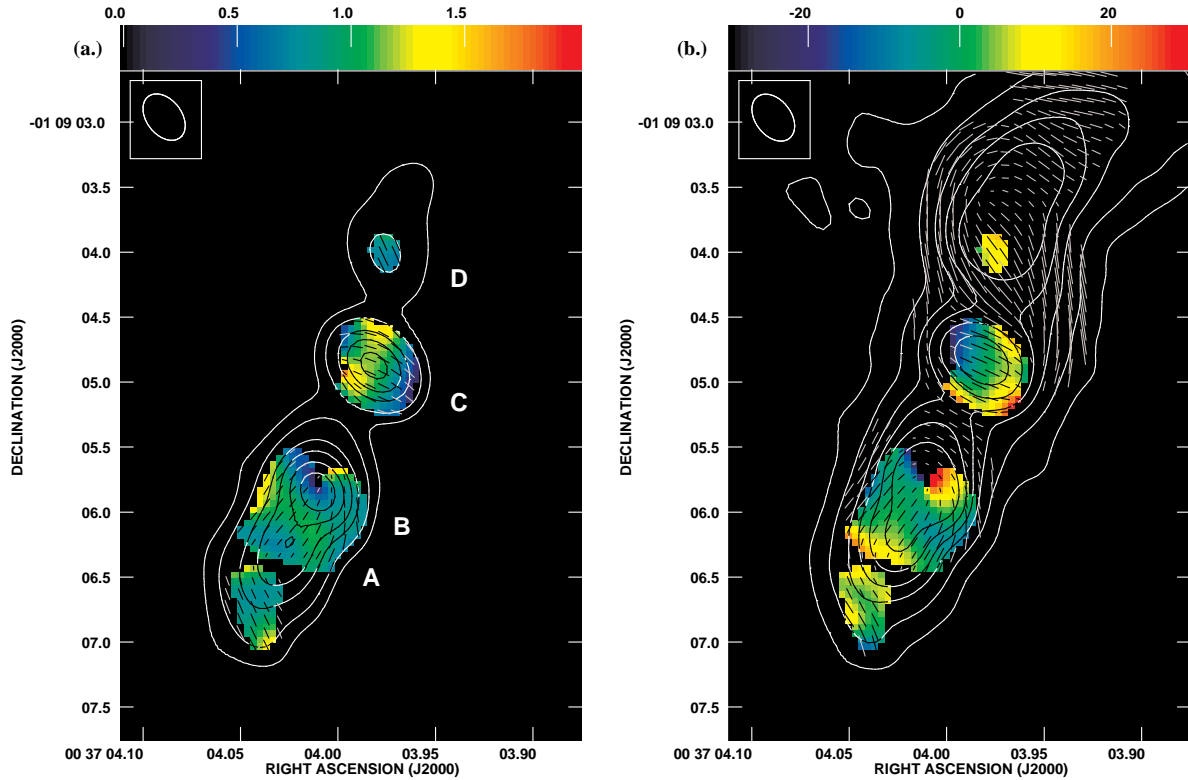 0.0 0.5 1.0 1.5
(a.)
-01 09 03.0
03.5
04.0
04.5
05.0
05.5
06.0
06.5
07.0
07.5
DECLINATION (J2000)
D
C
B
A
00 37 04.10 04.05 04.00 03.95 03.90
RIGHT ASCENSION (J2000)
-20 0 20
(b.)
-01 09 03.0
03.5
04.0
04.5
05.0
05.5
06.0
06.5
07.0
07.5
DECLINATION (J2000)
00 37 04.10 04.05 04.00 03.95 03.90
RIGHT ASCENSION (J2000)